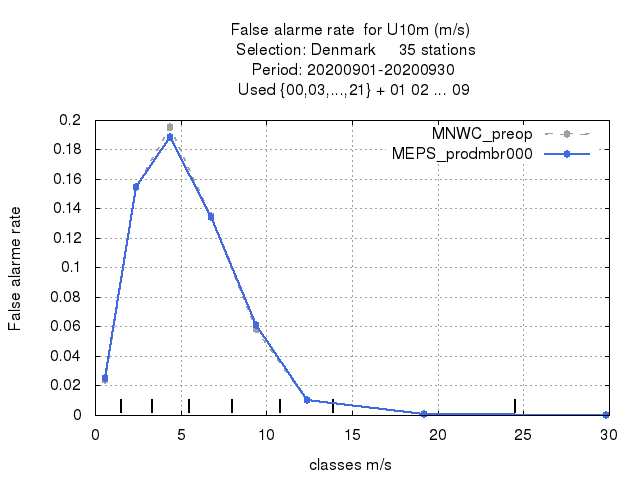 False alarme rate  for U10m (m/s)
Selection: Denmark     35 stations
Period: 20200901-20200930
Used {00,03,...,21} + 01 02 ... 09
MNWC_preop
MEPS_prodmbr000
False alarme rate
0.2
0.18
0.16
0.14
0.12
0.1
0.08
0.06
0.04
0.02
0
0 5 10 15 20 25 30
classes m/s